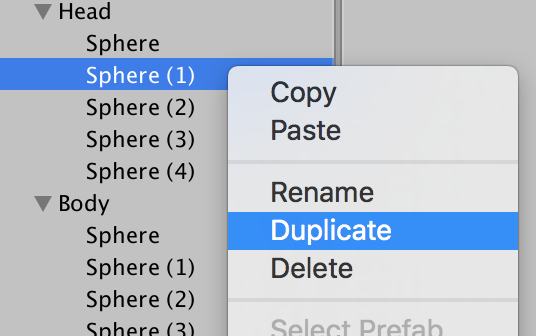 Head
Sphere
Sphere (1)
Sphere (2)
Sphere (3)
Sphere (4)
Body
Sphere
Sphere (1)
Sphere (2)
Sphere (3)
Copy
Paste
Rename
Duplicate
Delete
Select Prefab